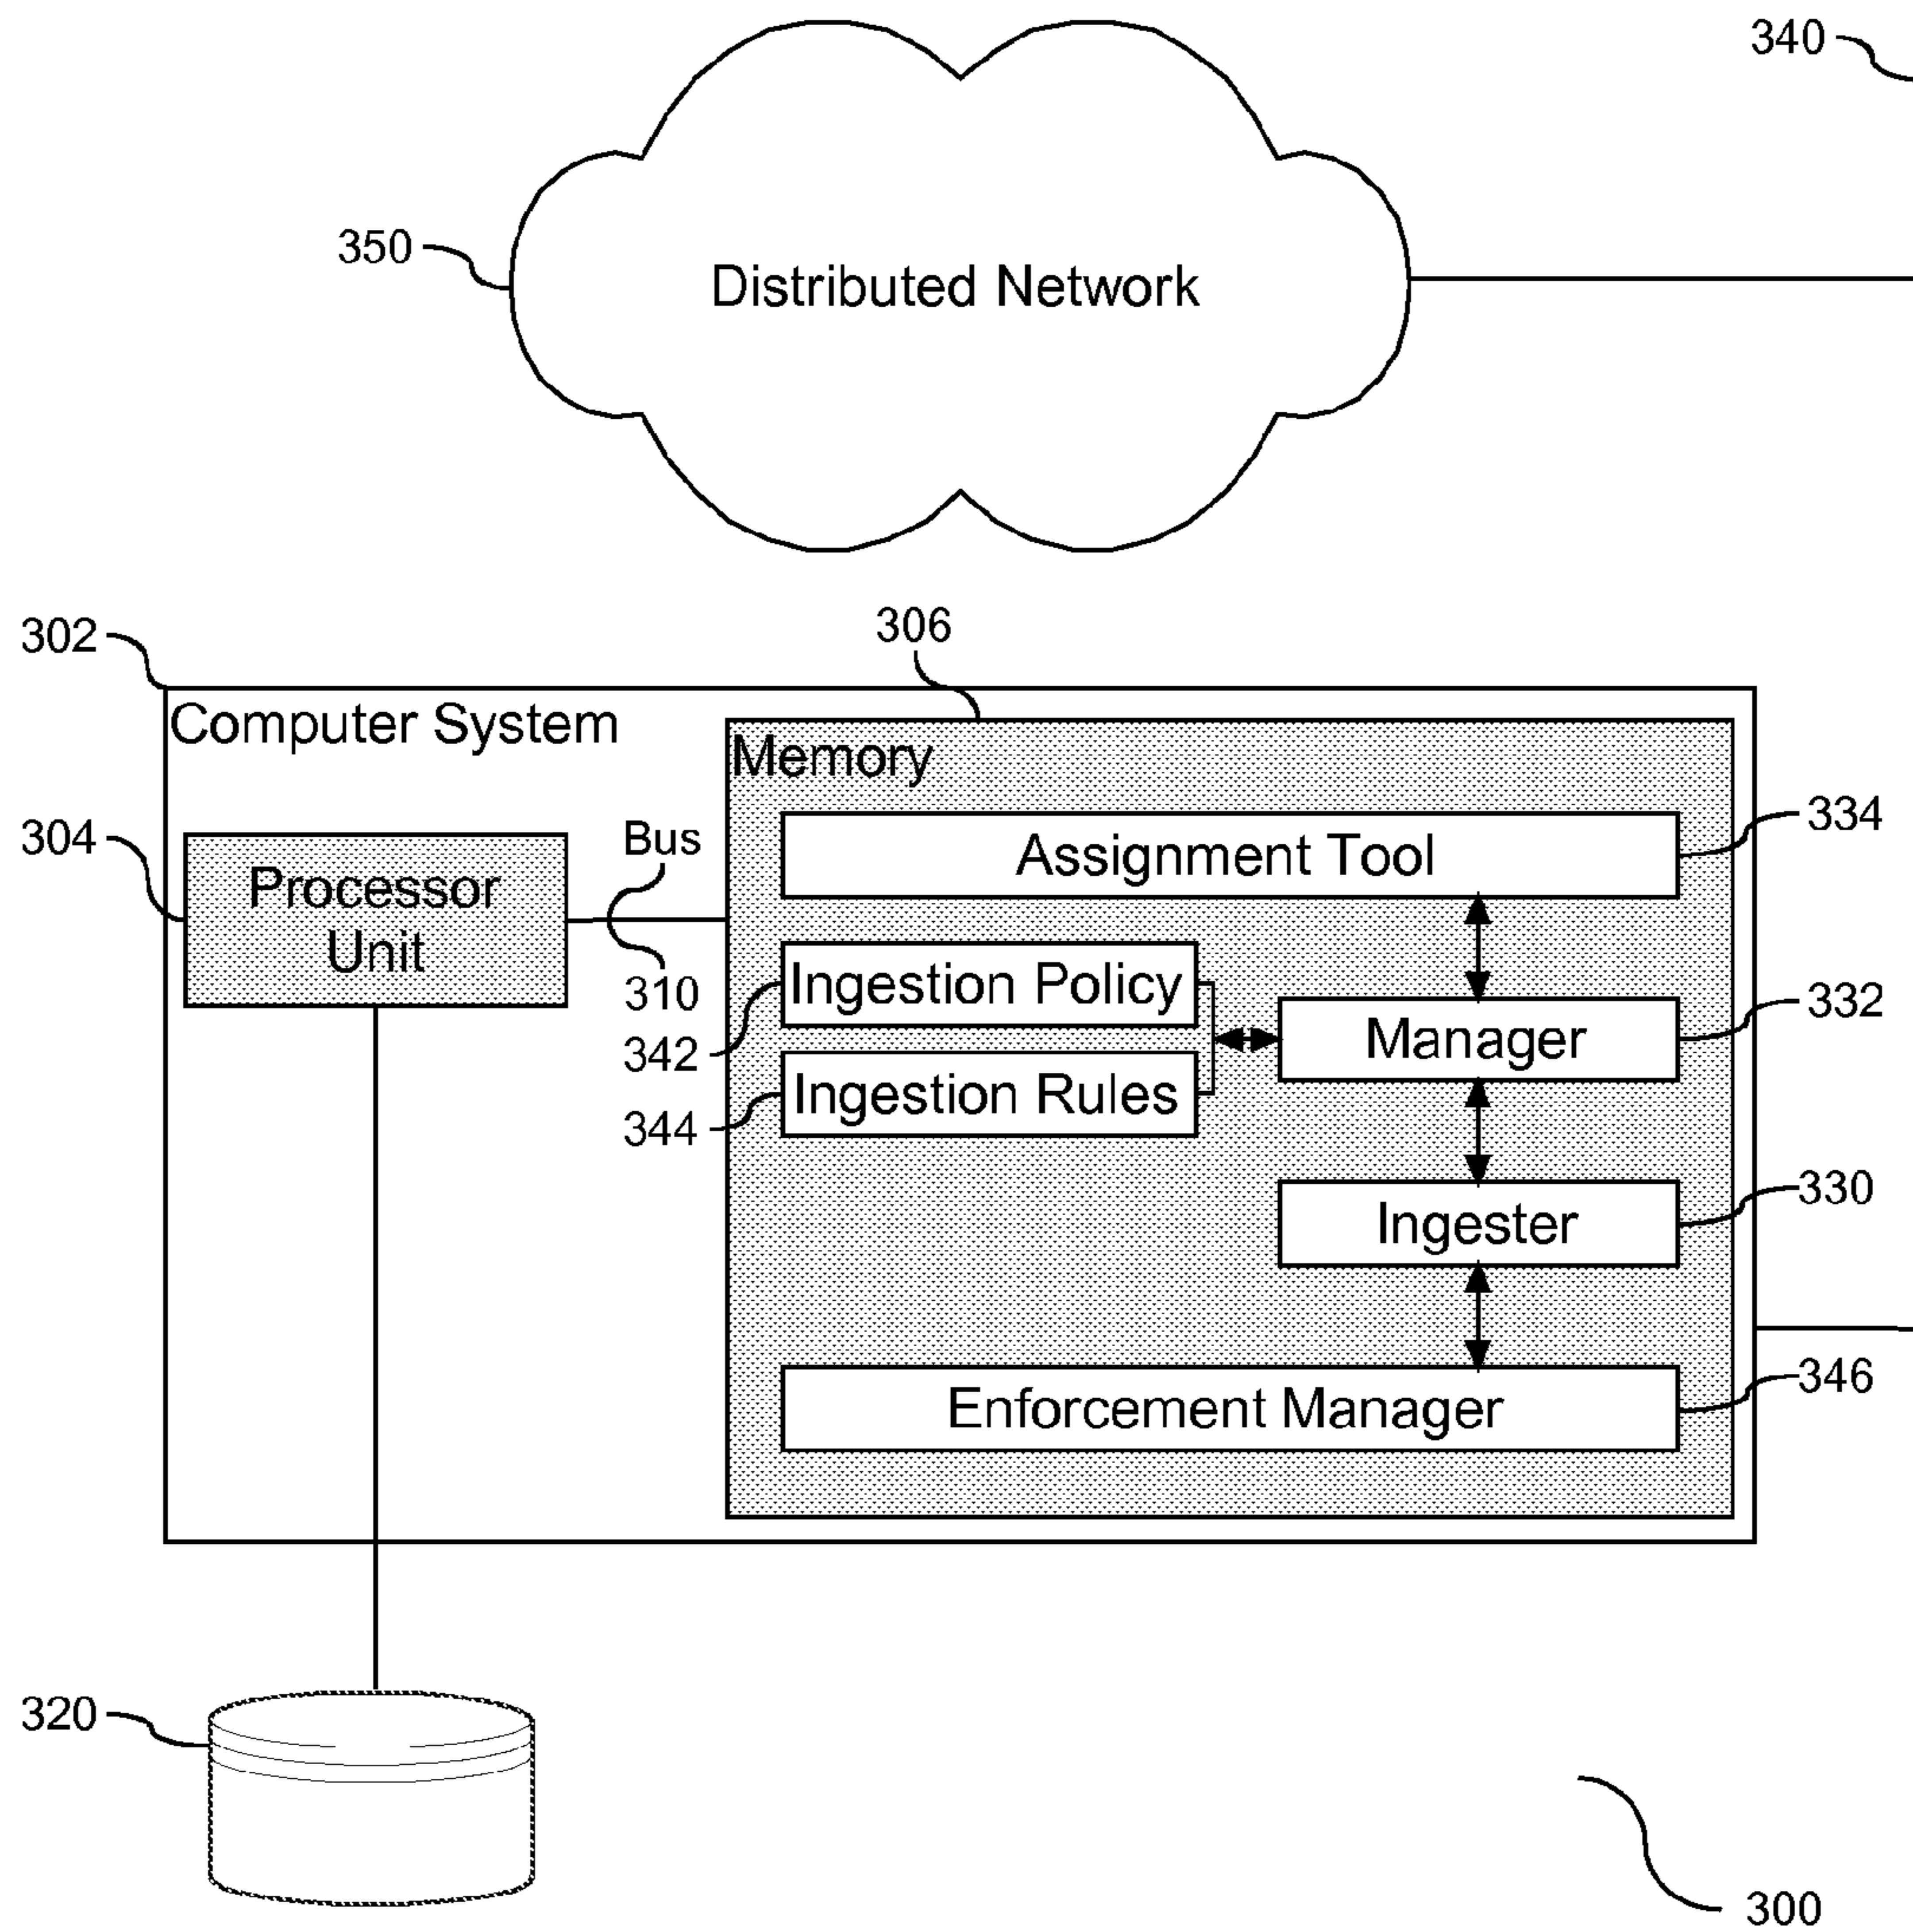 340
350
Distributed Network
302
306
Computer System
Memory
304
Processor
Unit
Bus
310
Assignment Tool
334
Ingestion Policy
342
Manager
332
Ingestion Rules
344
Ingester
330
Enforcement Manager
346
320
300